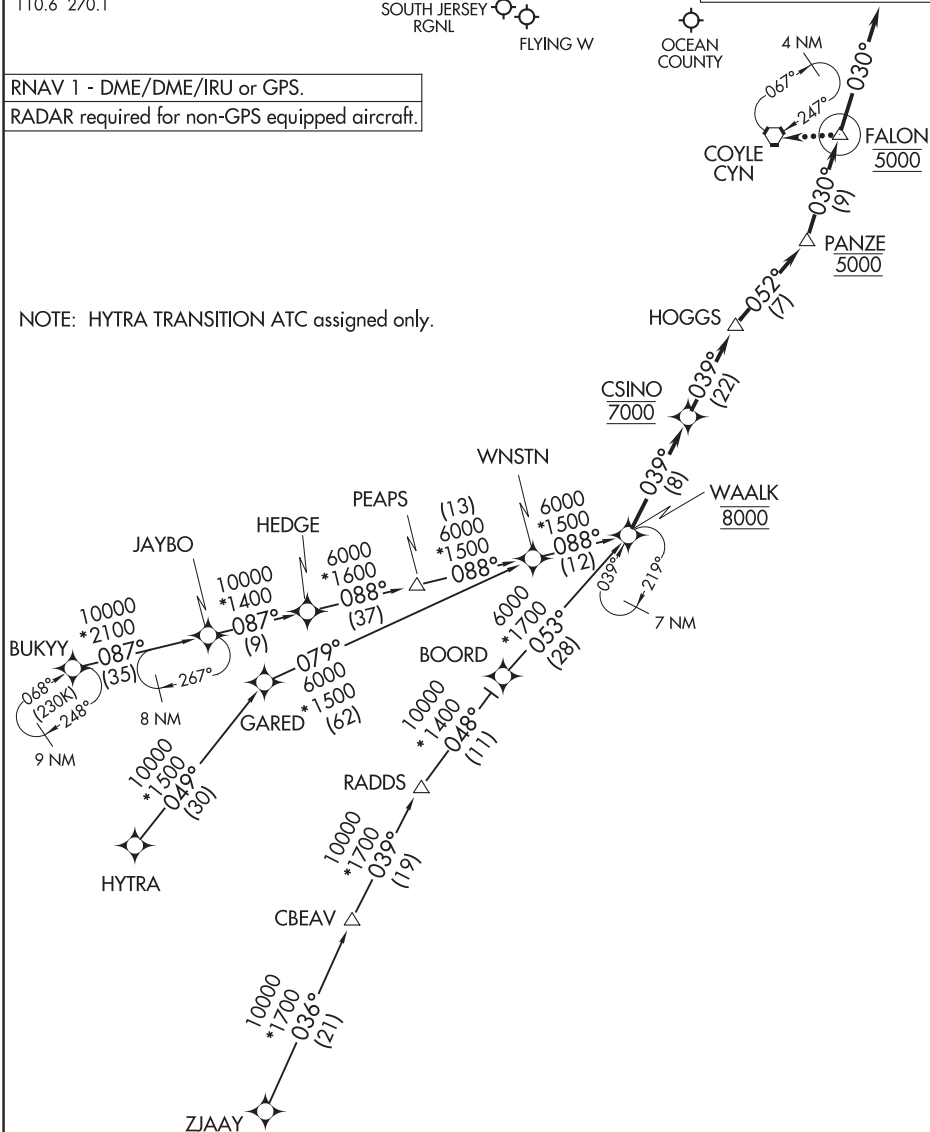 110.6 270.1
SOUTH JERSEY
RGNL
FLYING W
OCEAN
COUNTY
4 NM
067°
247°
030°
RNAV 1 - DME/DME/IRU or GPS.
RADAR required for non-GPS equipped aircraft.
COYLE
CYN
FALON
5000
030°
(9)
PANZE
5000
NOTE: HYTRA TRANSITION ATC assigned only.
HOGGS
052°
(7)
CSINO
7000
039°
(22)
WNSTN
039°
(8)
WAALK
8000
PEAPS
(13)
6000
*1500
088°
6000
*1500
088°
(12)
HEDGE
6000
*1600
088°
(37)
JAYBO
10000
*1400
087°
(9)
039°
219°
7 NM
BUKYY
10000
*2100
087°
(35)
068°
(230K)
248°
9 NM
267°
8 NM
GARED
079°
6000
*1500
(62)
BOORD
6000
*1700
053°
(28)
10000
*1500
049°
(30)
HYTRA
RADDS
10000
*1400
048°
(11)
10000
*1700
039°
(19)
CBEAV
10000
*1700
036°
(21)
ZJAAY